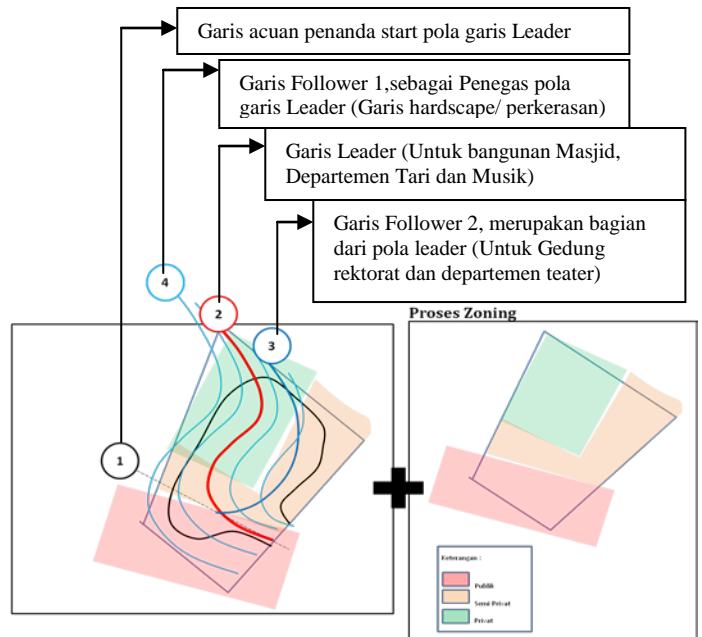 Garis acuan penanda start pola garis Leader
Garis Follower 1,sebagai Penegas pola
garis Leader (Garis hardscape/ perkerasan)
Garis Leader (Untuk bangunan Masjid,
Departemen Tari dan Musik)
Garis Follower 2, merupakan bagian
dari pola leader (Untuk Gedung
rektorat dan departemen teater)
4
2
3
1
Proses Zoning
Keterangan :
Publik
Semi Privat
Privat